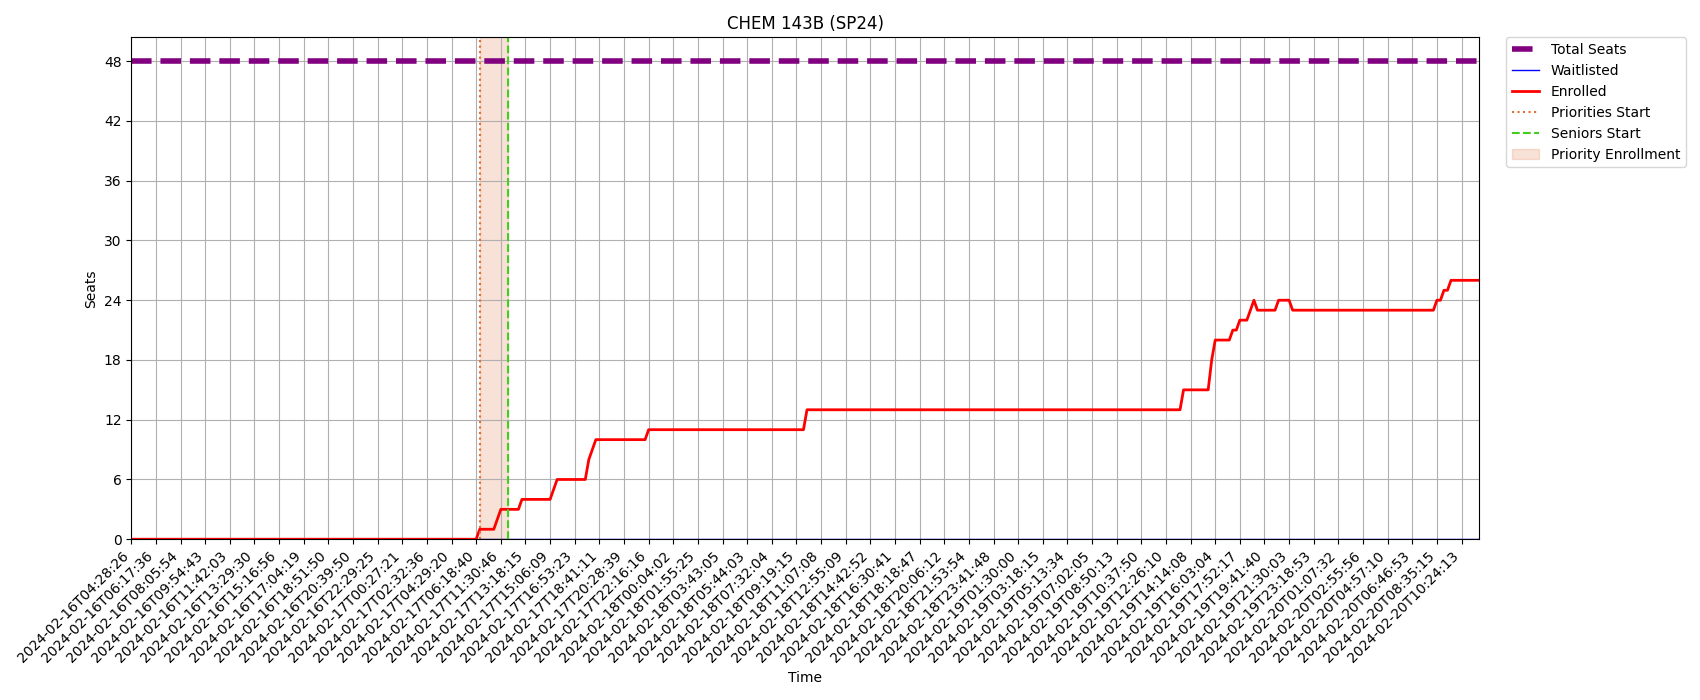 CHEM 143B (SP24)
Total Seats
Waitlisted
Enrolled
Priorities Start
Seniors Start
Priority Enrollment
Seats
48
42
36
30
24
18
12
6
0
2024-02-16T04:28:26
2024-02-16T06:17:36
2024-02-16T08:05:54
2024-02-16T09:54:43
2024-02-16T11:42:03
2024-02-16T13:29:30
2024-02-16T15:16:56
2024-02-16T17:04:19
2024-02-16T18:51:50
2024-02-16T20:39:50
2024-02-16T22:29:25
2024-02-17T00:27:21
2024-02-17T02:32:36
2024-02-17T04:29:20
2024-02-17T06:18:40
2024-02-17T11:30:46
2024-02-17T13:18:15
2024-02-17T15:06:09
2024-02-17T16:53:23
2024-02-17T18:41:11
2024-02-17T20:28:39
2024-02-17T22:16:16
2024-02-18T00:04:02
2024-02-18T01:55:25
2024-02-18T03:43:05
2024-02-18T05:44:03
2024-02-18T07:32:04
2024-02-18T09:19:15
2024-02-18T11:07:08
2024-02-18T12:55:09
2024-02-18T14:42:52
2024-02-18T16:30:41
2024-02-18T18:18:47
2024-02-18T20:06:12
2024-02-18T21:53:54
2024-02-18T23:41:48
2024-02-19T01:30:00
2024-02-19T03:18:15
2024-02-19T05:13:34
2024-02-19T07:02:05
2024-02-19T08:50:13
2024-02-19T10:37:50
2024-02-19T12:26:10
2024-02-19T14:14:08
2024-02-19T16:03:04
2024-02-19T17:52:17
2024-02-19T19:41:40
2024-02-19T21:30:03
2024-02-19T23:18:53
2024-02-20T01:07:32
2024-02-20T02:55:56
2024-02-20T04:57:10
2024-02-20T06:46:53
2024-02-20T08:35:15
2024-02-20T10:24:13
Time